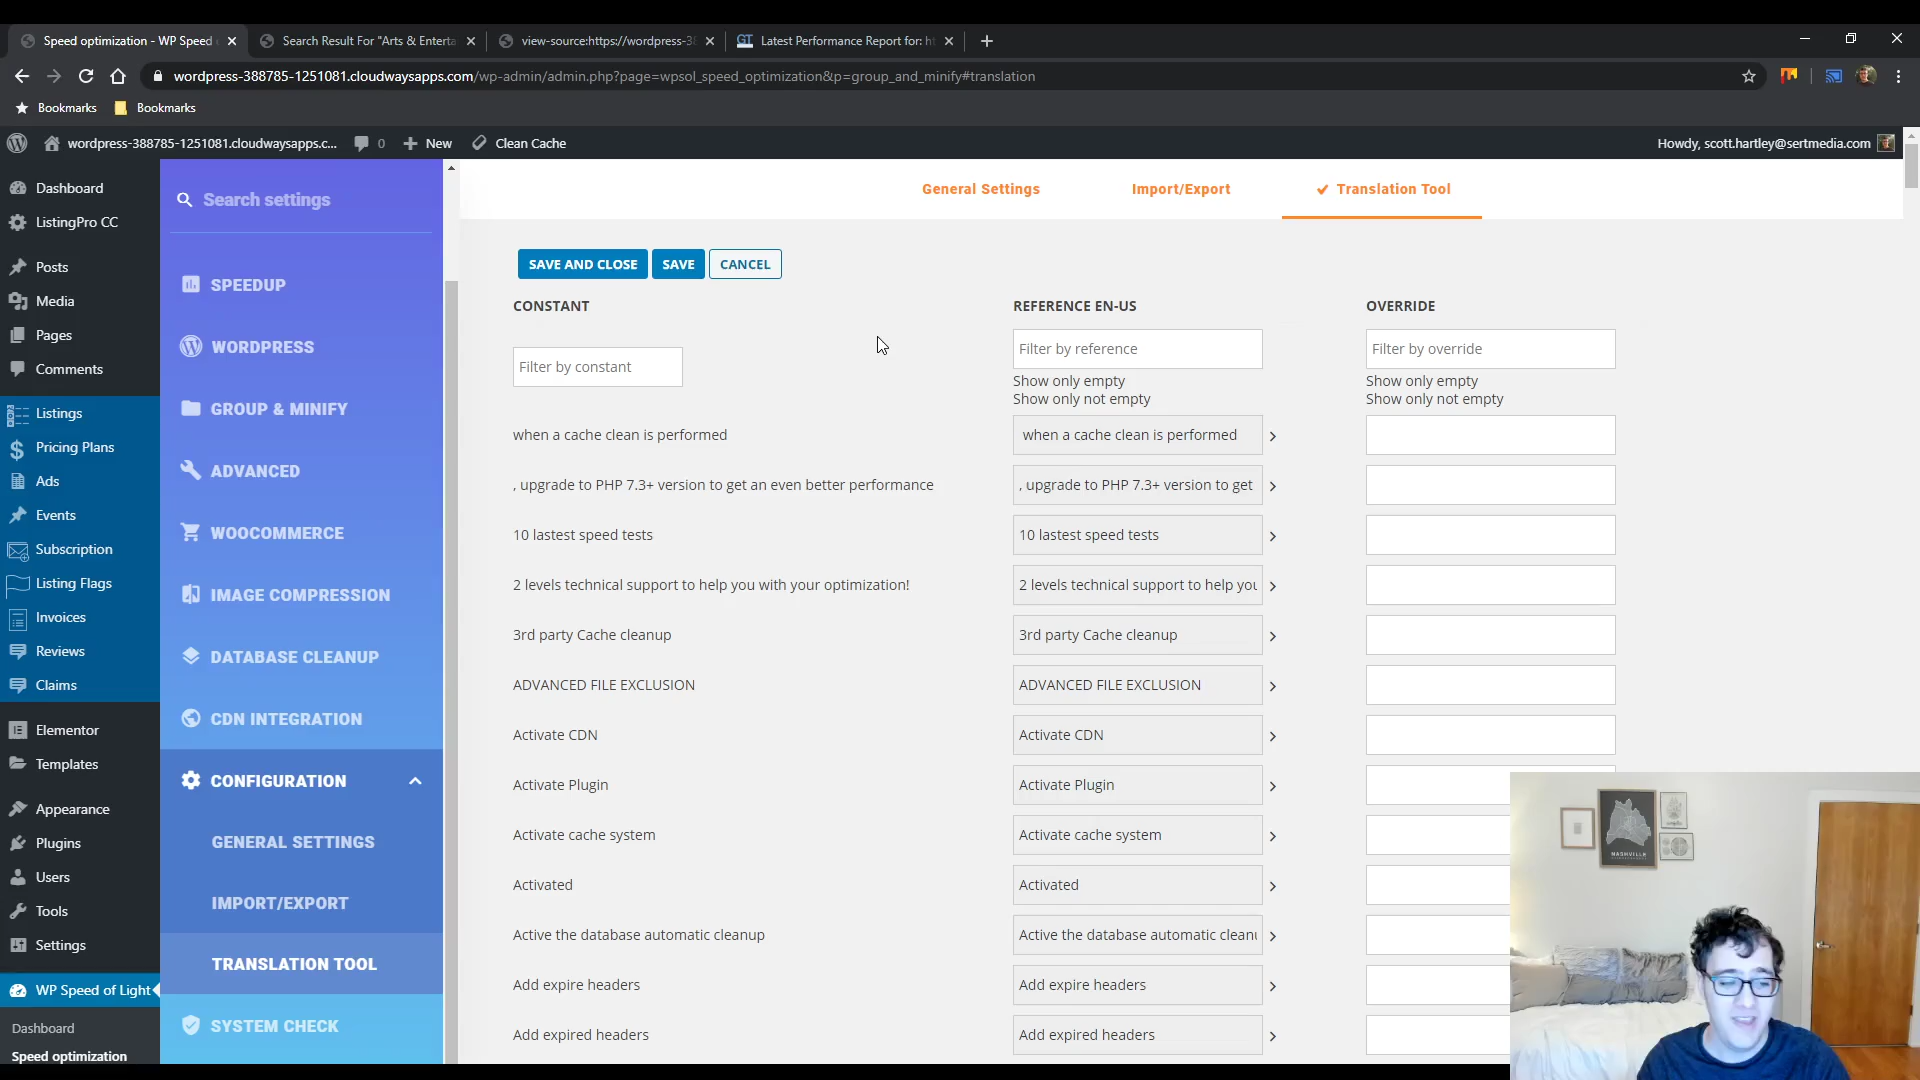 Speed optimization - WP Speed
Search Result For "Arts & Enterta
view-source:https://wordpress-38
GT
Latest Performance Report for: h
wordpress-388785-1251081.cloudwaysapps.com/wp-admin/admin.php?page=wpsol_speed_optimization&p=group_and_minify#translation
Bookmarks
Bookmarks
wordpress-388785-1251081.cloudwaysapps.c...
0
New
Clean Cache
Howdy, scott.hartley@sertmedia.com
Dashboard
ListingPro CC
Posts
Media
Pages
Comments
Listings
Pricing Plans
Ads
Events
Subscription
Listing Flags
Invoices
Reviews
Claims
Elementor
Templates
Appearance
Plugins
Users
Tools
Settings
WP Speed of Light
Dashboard
Speed optimization
Search settings
SPEEDUP
WORDPRESS
GROUP & MINIFY
ADVANCED
WOOCOMMERCE
IMAGE COMPRESSION
DATABASE CLEANUP
CDN INTEGRATION
CONFIGURATION
GENERAL SETTINGS
IMPORT/EXPORT
TRANSLATION TOOL
SYSTEM CHECK
General Settings
Import/Export
Translation Tool
SAVE AND CLOSE
SAVE
CANCEL
CONSTANT
REFERENCE EN-US
OVERRIDE
Filter by constant
Filter by reference
Filter by override
Show only empty
Show only empty
Show only not empty
Show only not empty
when a cache clean is performed
when a cache clean is performed
, upgrade to PHP 7.3+ version to get an even better performance
, upgrade to PHP 7.3+ version to get
10 lastest speed tests
10 lastest speed tests
2 levels technical support to help you with your optimization!
2 levels technical support to help you
3rd party Cache cleanup
3rd party Cache cleanup
ADVANCED FILE EXCLUSION
ADVANCED FILE EXCLUSION
Activate CDN
Activate CDN
Activate Plugin
Activate Plugin
Activate cache system
Activate cache system
Activated
Activated
Active the database automatic cleanup
Active the database automatic cleanu
Add expire headers
Add expire headers
Add expired headers
Add expired headers
NASHVILLE